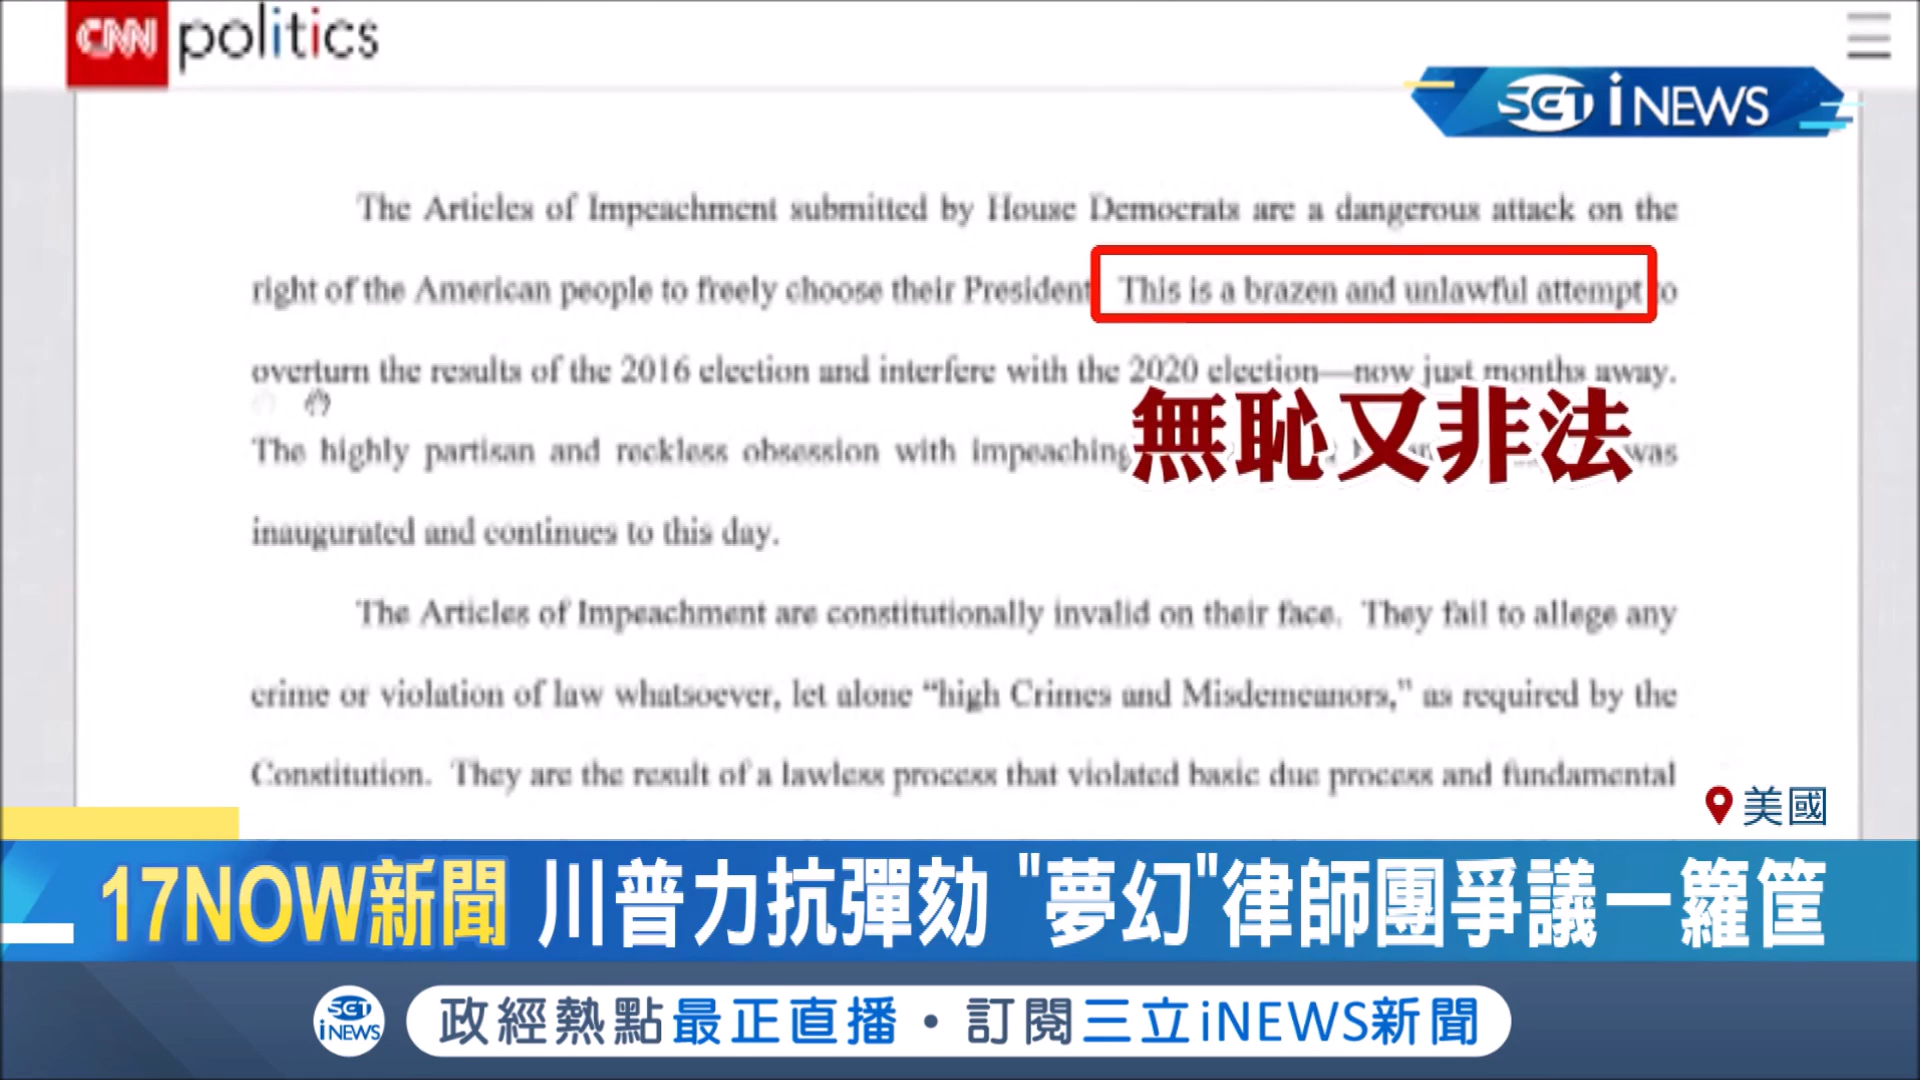 CNN politics
SET iNEWS
The Articles of Impeachment submitted by House Democrats are a dangerous attack on the
right of the American people to freely choose their President This is a brazen and unlawful attempt to
overturn the results of the 2016 election and interfere with the 2020 election—now just months away.
無恥又非法
The highly partisan and reckless obsession with impeaching was
inaugurated and continues to this day.
The Articles of Impeachment are constitutionally invalid on their face. They fail to allege any
crime or violation of law whatsoever, let alone “high Crimes and Misdemeanors,” as required by the
Constitution. They are the result of a lawless process that violated basic due process and fundamental
美國
17NOW新聞 川普力抗彈劾 "夢幻"律師團爭議一籮筐
SET iNEWS 政經熱點最正直播・訂閱三立iNEWS新聞